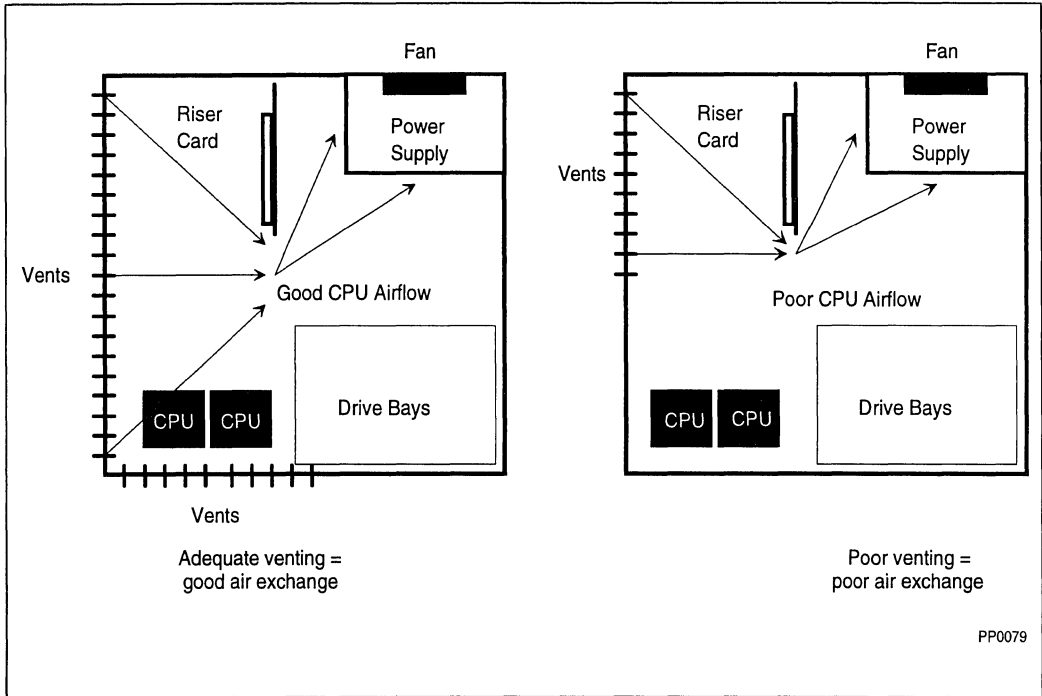 Fan
Riser
Card
Power
Supply
Vents
Good CPU Airflow
CPU
CPU
Drive Bays
Vents
Adequate venting =
good air exchange
Fan
Riser
Card
Power
Supply
Vents
Poor CPU Airflow
CPU
CPU
Drive Bays
Poor venting =
poor air exchange
PP0079